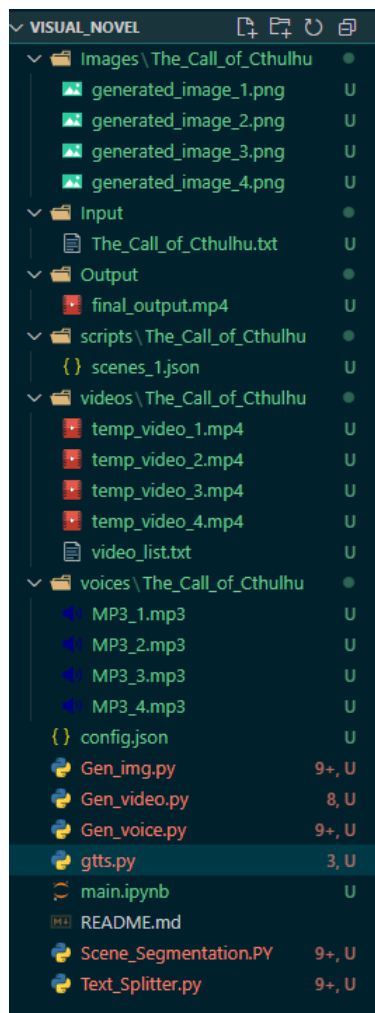 VISUAL_NOVEL
Images\The_Call_of_Cthulhu
generated_image_1.png U
generated_image_2.png U
generated_image_3.png U
generated_image_4.png U
Input
The_Call_of_Cthulhu.txt U
Output
final_output.mp4 U
scripts\The_Call_of_Cthulhu
{} scenes_1.json U
videos\The_Call_of_Cthulhu
temp_video_1.mp4 U
temp_video_2.mp4 U
temp_video_3.mp4 U
temp_video_4.mp4 U
video_list.txt U
voices\The_Call_of_Cthulhu
MP3_1.mp3 U
MP3_2.mp3 U
MP3_3.mp3 U
MP3_4.mp3 U
{} config.json U
Gen_img.py 9+, U
Gen_video.py 8, U
Gen_voice.py 9+, U
gtts.py 3, U
main.ipynb U
README.md
Scene_Segmentation.PY 9+, U
Text_Splitter.py 9+, U